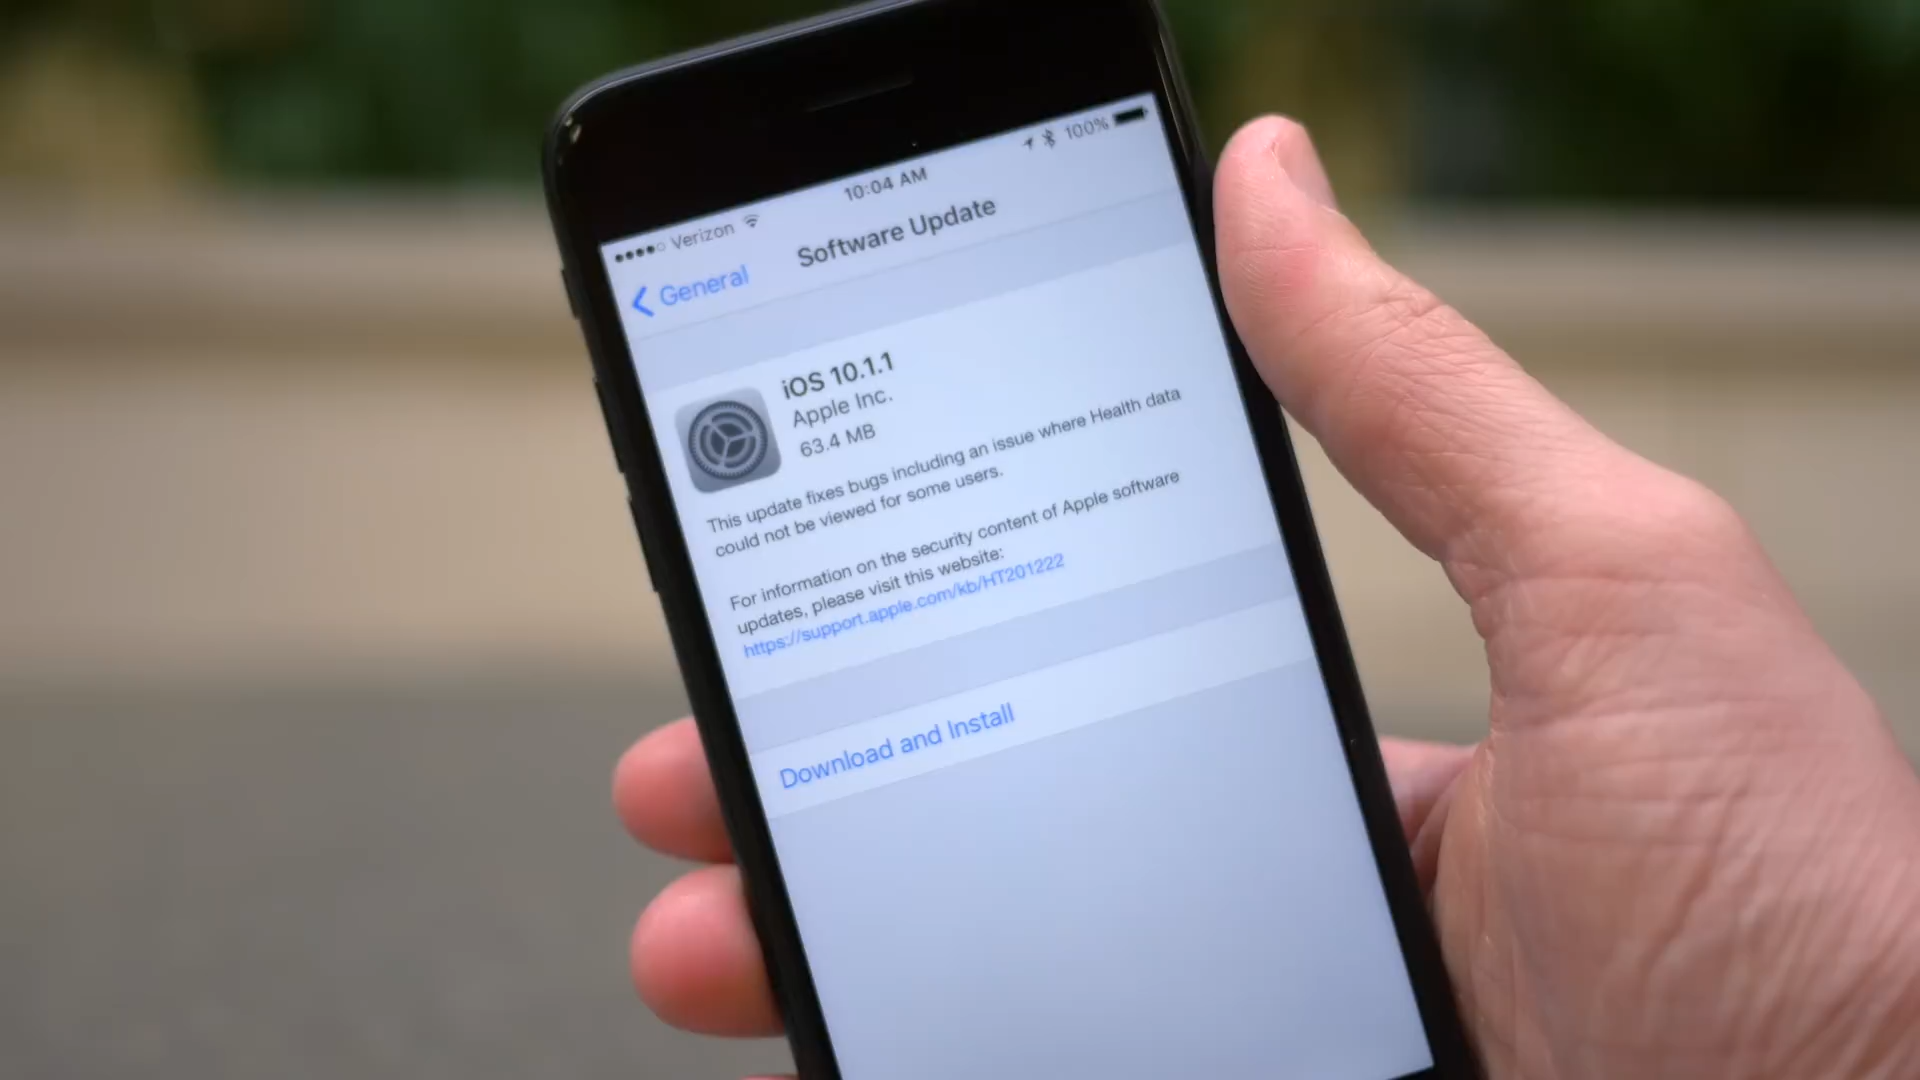 Verizon 10:04 AM 100%
General Software Update
iOS 10.1.1
Apple Inc.
63.4 MB
This update fixes bugs including an issue where Health data
could not be viewed for some users.
For information on the security content of Apple software
updates, please visit this website:
https://support.apple.com/kb/HT201222
Download and Install